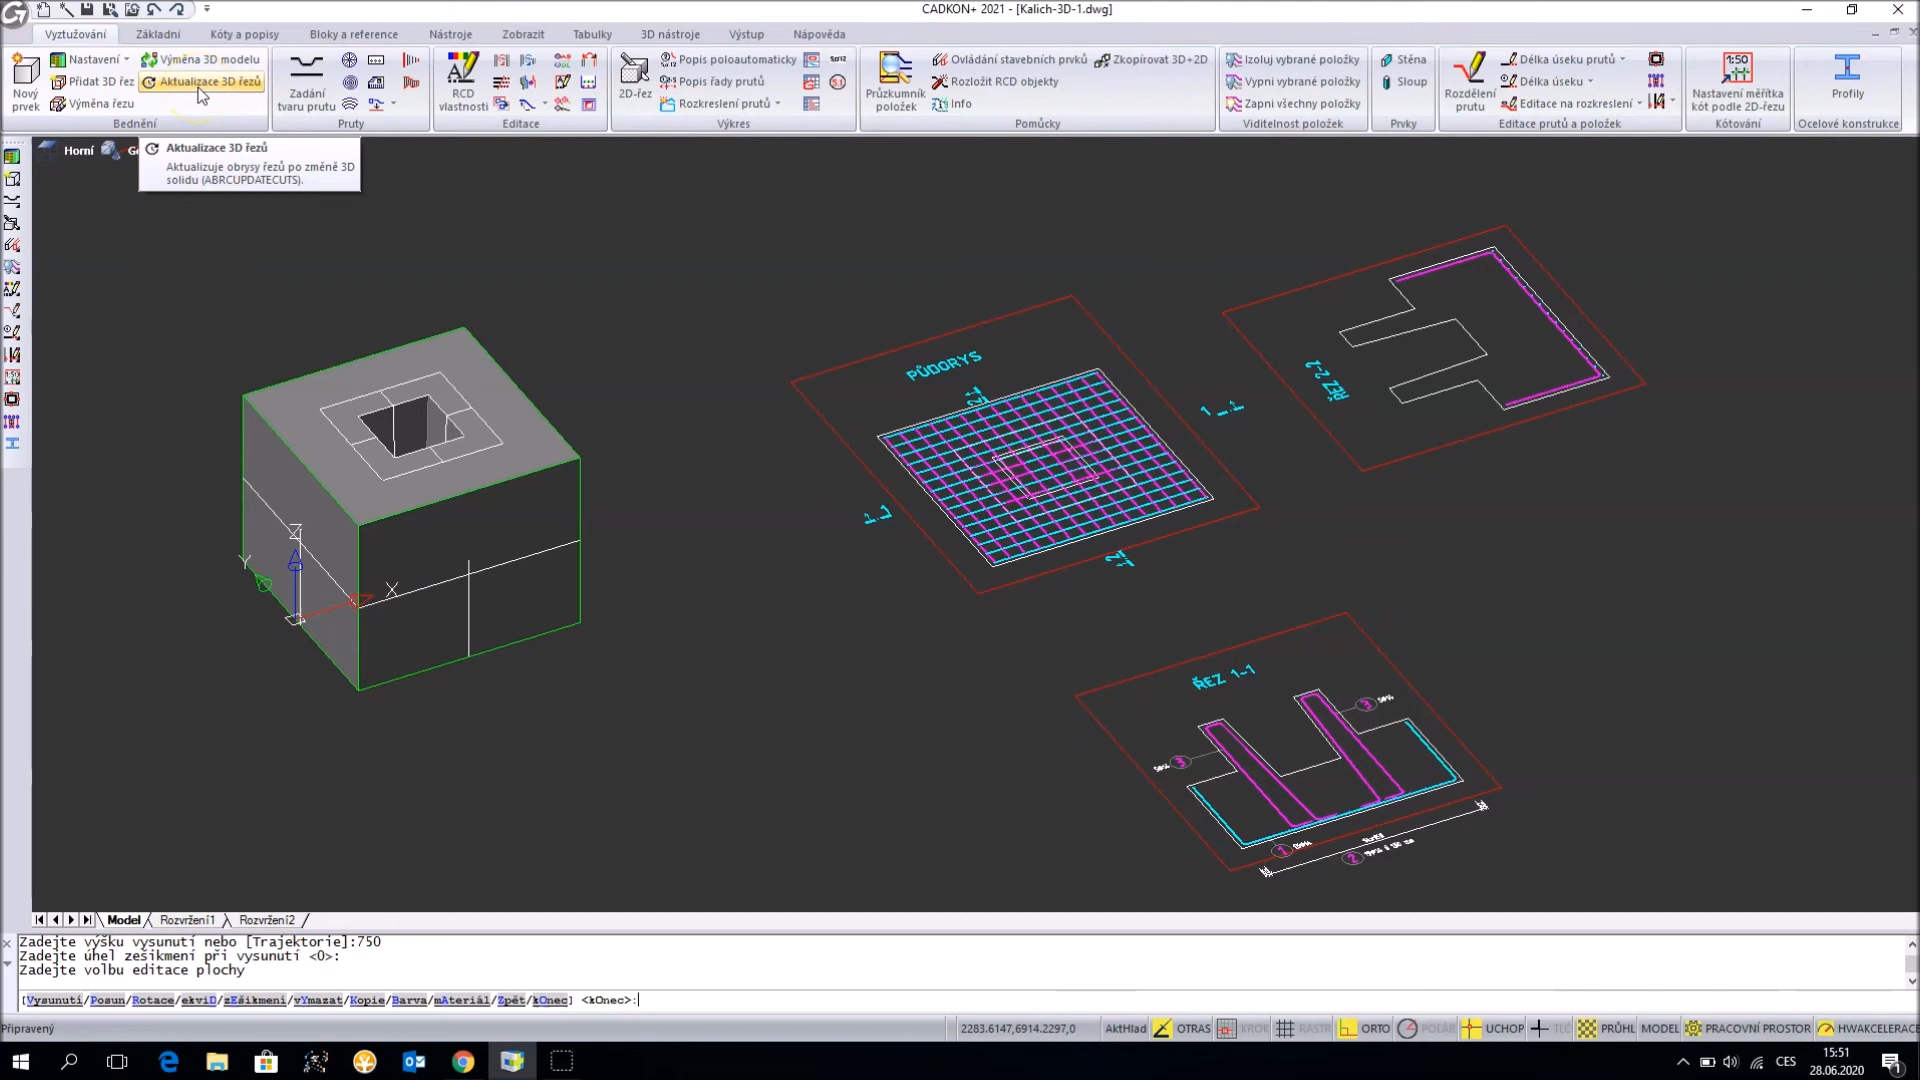 CADKON+ 2021 - [Kalich-3D-1.dwg]
Vyztužování
Základní
Kóty a popisy
Bloky a reference
Nástroje
Zobrazit
Tabulky
3D nástroje
Výstup
Nápověda
Nový prvek
Nastavení
Přidat 3D řez
Výměna řezu
Výměna 3D modelu
Aktualizace 3D řezů
Bednění
Zadání tvaru prutu
Pruty
RCD vlastnosti
Editace
2D-řez
Popis poloautomaticky
Popis řady prutů
Rozkreslení prutů
Výkres
Průzkumník položek
Ovládání stavebních prvků
Zkopírovat 3D+2D
Rozložit RCD objekty
Info
Pomůcky
Izoluj vybrané položky
Vypni vybrané položky
Zapni všechny položky
Viditelnost položek
Stěna
Sloup
Prvky
Rozdělení prutu
Délka úseku prutů
Délka úseku
Editace na rozkreslení
Editace prutů a položek
1:50
Nastavení měřítka kót podle 2D-řezu
Kótování
Profily
Ocelové konstrukce
Horní
Aktualizace 3D řezů
Aktualizuje obrysy řezů po změně 3D
solidu (ABRCUPDATECUTS).
PŮDORYS
ŘEZ 2-2
ŘEZ 1-1
X
Y
Z
3
3
1
2
Model
Rozvržení1
Rozvržení2
Zadejte výšku vysunutí nebo [Trajektorie]:750
Zadejte úhel zešikmení při vysunutí <0>:
Zadejte volbu editace plochy
[Vysunutí/Posun/Rotace/ekviD/zEšikmení/vYmazat/Kopie/Barva/mAteriál/Zpět/kOnec] <kOnec>:
Připravený
2283.6147,6914.2297,0
AktHlad
OTRAS
KROK
RASTR
ORTO
POLÁR
UCHOP
TLČ
PRŮHL
MODEL
PRACOVNÍ PROSTOR
HWAKCELERACE
CES
15:51
28.06.2020